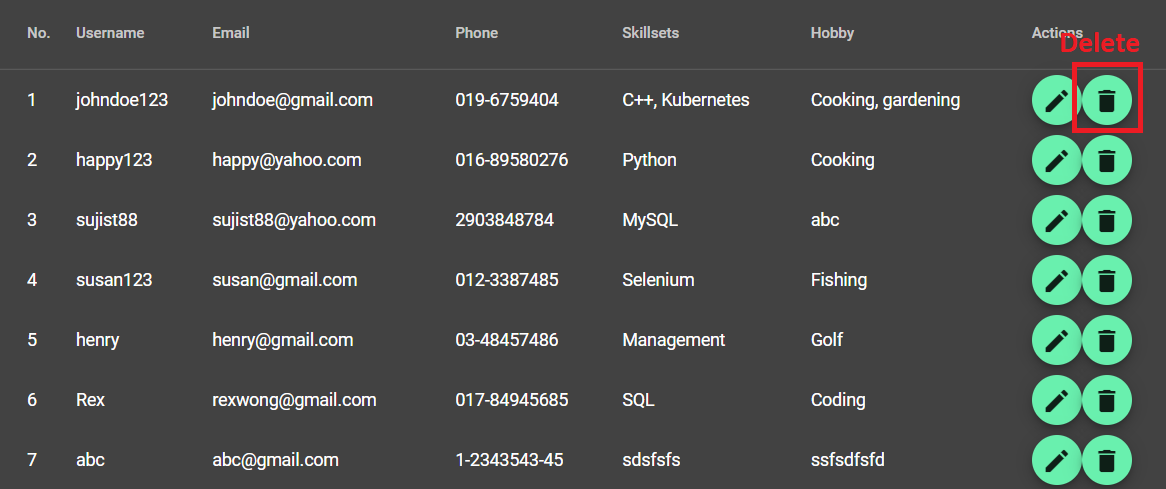 No. Username Email Phone Skillsets Hobby Actions
Delete
1 johndoe123 johndoe@gmail.com 019-6759404 C++, Kubernetes Cooking, gardening
2 happy123 happy@yahoo.com 016-89580276 Python Cooking
3 sujist88 sujist88@yahoo.com 2903848784 MySQL abc
4 susan123 susan@gmail.com 012-3387485 Selenium Fishing
5 henry henry@gmail.com 03-48457486 Management Golf
6 Rex rexwong@gmail.com 017-84945685 SQL Coding
7 abc abc@gmail.com 1-2343543-45 sdsfsfs ssfsdfsfd